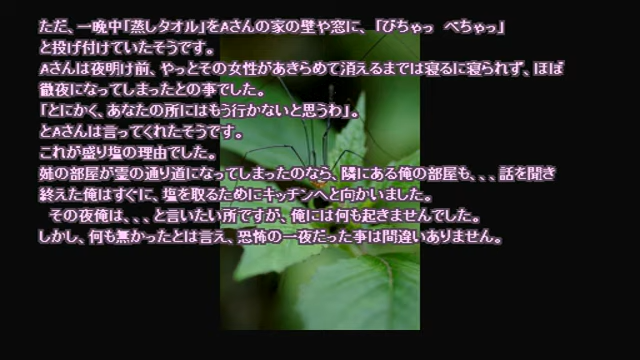 ただ、一晩中「蒸しタオル」をAさんの家の壁や窓に、「びちゃっ　べちゃっ」
と投げ付けていたそうです。
Aさんは夜明け前、やっとその女性があきらめて消えるまでは寝るに寝られず、ほぼ
徹夜になってしまったとの事でした。
「とにかく、あなたの所にはもう行かないと思うわ」。
とAさんは言ってくれたそうです。
これが盛り塩の理由でした。
姉の部屋が霊の通り道になってしまったのなら、隣にある俺の部屋も、、、話を聞き
終えた俺はすぐに、塩を取るためにキッチンへと向かいました。
　その夜俺は、、、と言いたい所ですが、俺には何も起きませんでした。
しかし、何も無かったとは言え、恐怖の一夜だった事は間違いありません。